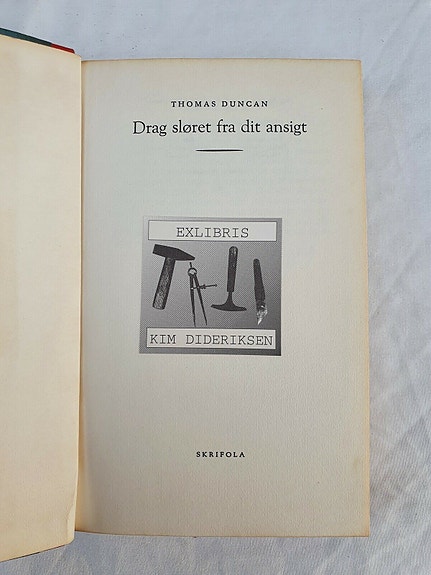 THOMAS DUNCAN
Drag sløret fra dit ansigt
EXLIBRIS
KIM DIDERIKSEN
SKRIFOLA